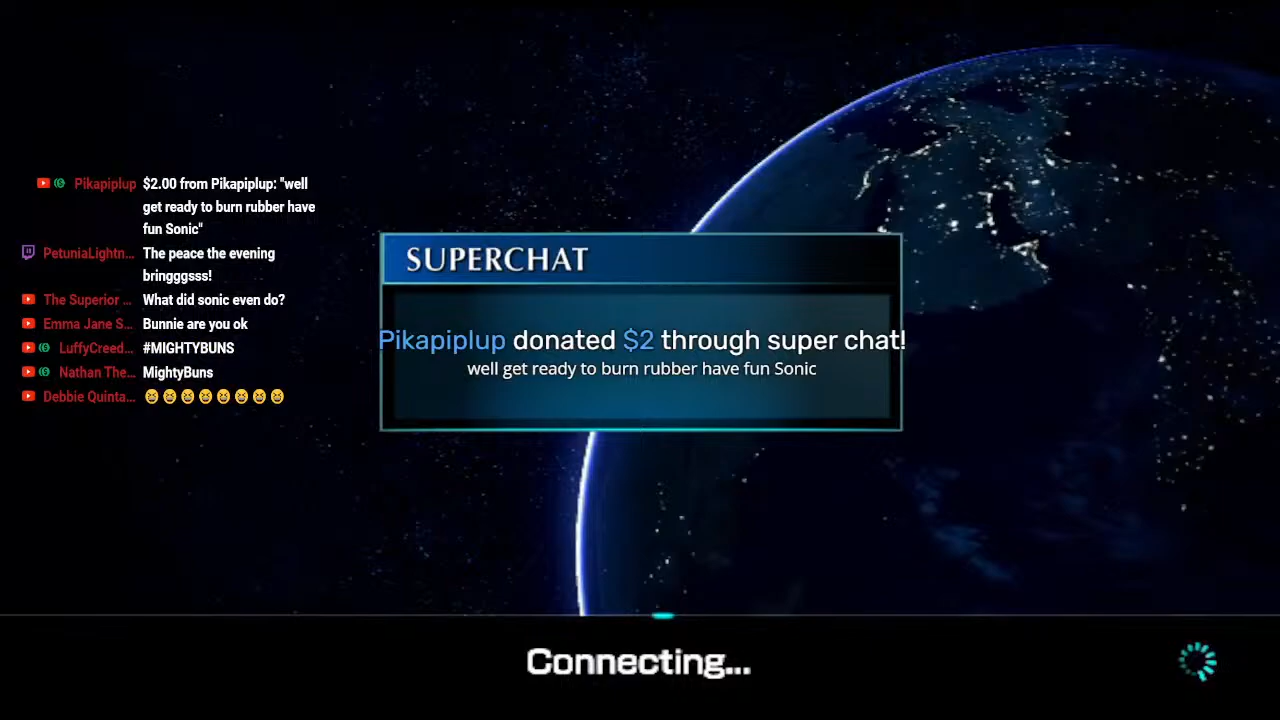 Pikapiplup $2.00 from Pikapiplup: "well
get ready to burn rubber have
fun Sonic"
PetuniaLightn... The peace the evening
bringggsss!
The Superior ... What did sonic even do?
Emma Jane S... Bunnie are you ok
LuffyCreed... #MIGHTYBUNS
Nathan The... MightyBuns
Debbie Quinta... 😆😆😆😆😆😆😆😆
SUPERCHAT
Pikapiplup donated $2 through super chat!
well get ready to burn rubber have fun Sonic
Connecting...